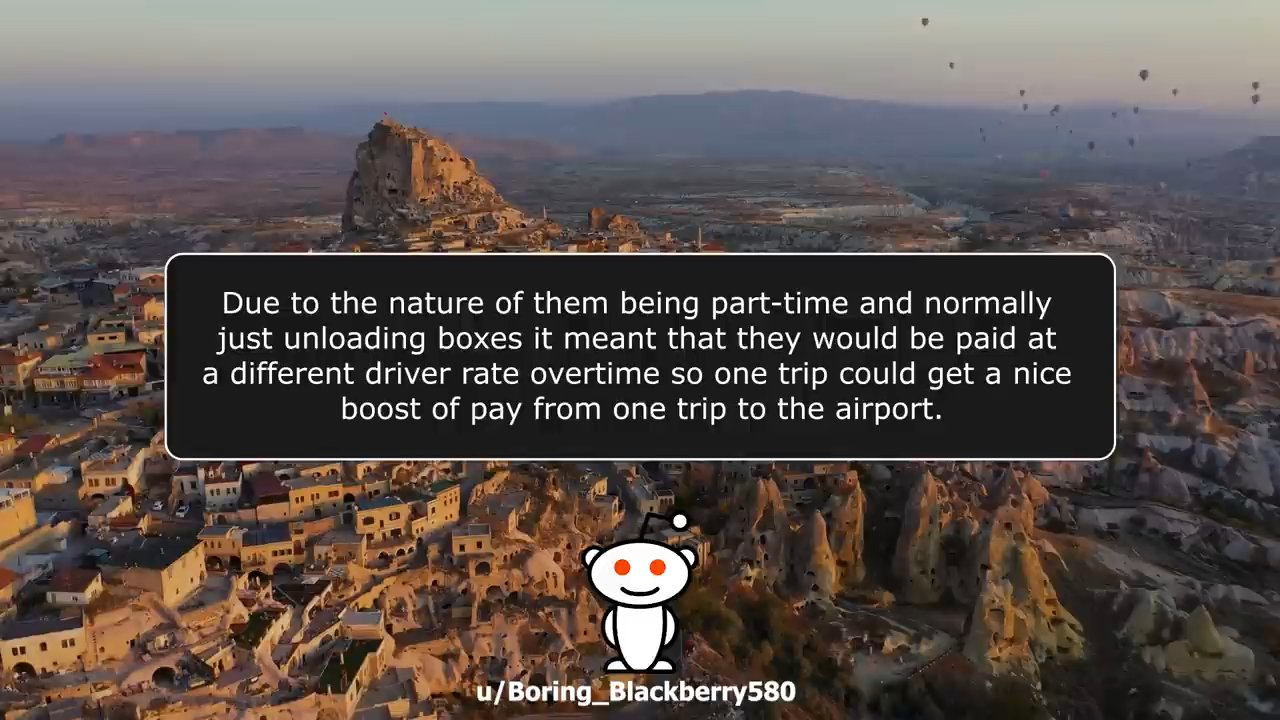 Due to the nature of them being part-time and normally
just unloading boxes it meant that they would be paid at
a different driver rate overtime so one trip could get a nice
boost of pay from one trip to the airport.
u/Boring_Blackberry580